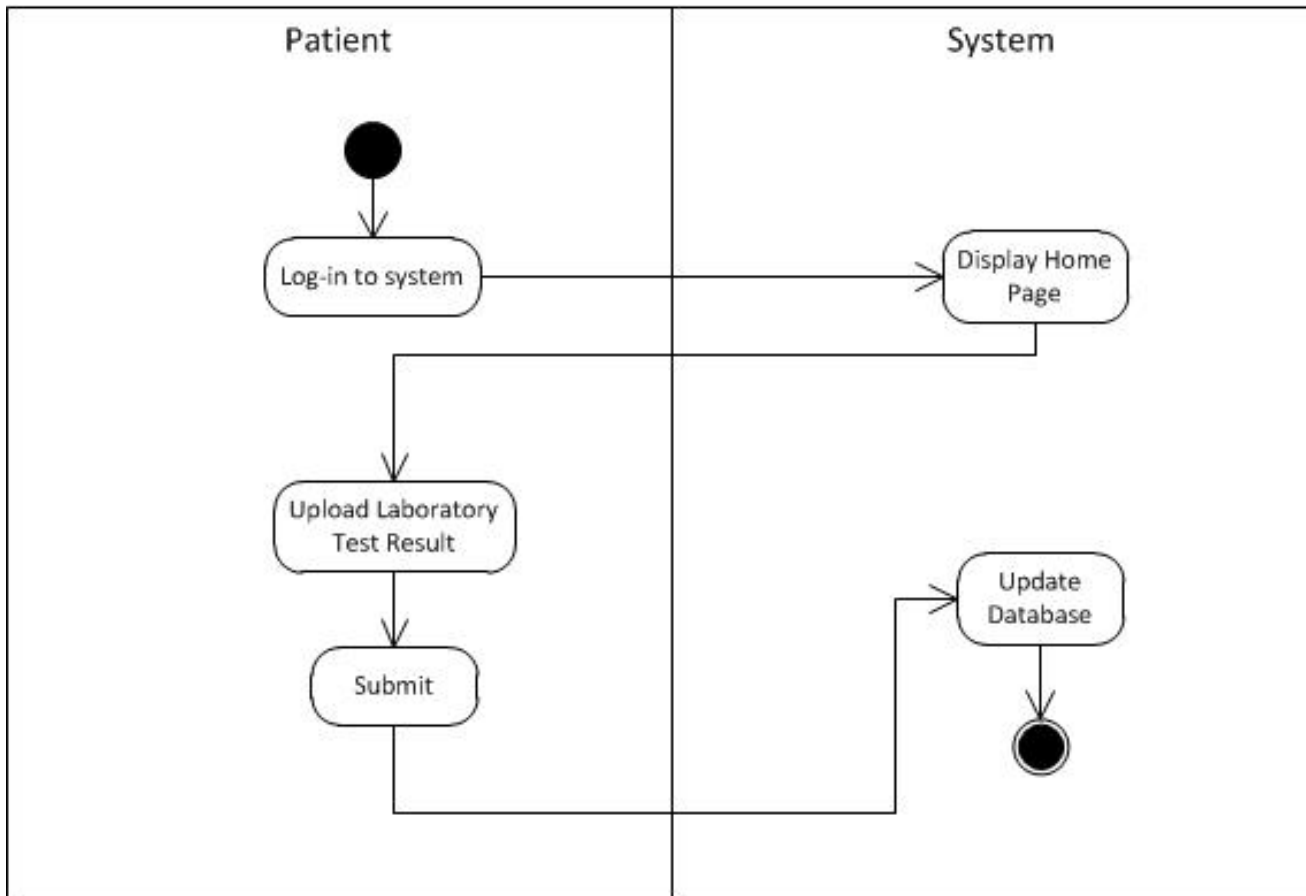 Patient
System
Log-in to system
Display Home
Page
Upload Laboratory
Test Result
Update
Database
Submit